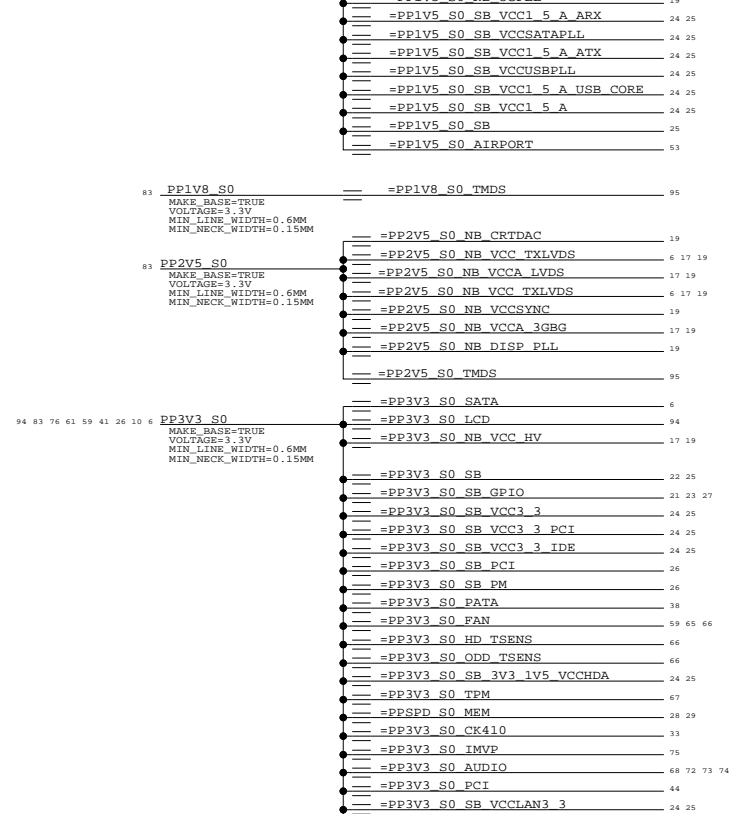 19
=PP1V5_S0_SB_VCC1_5_A_ARX 24 25
=PP1V5_S0_SB_VCCSATAPLL 24 25
=PP1V5_S0_SB_VCC1_5_A_ATX 24 25
=PP1V5_S0_SB_VCCUSBPLL 24 25
=PP1V5_S0_SB_VCC1_5_A_USB_CORE 24 25
=PP1V5_S0_SB_VCC1_5_A 24 25
=PP1V5_S0_SB 25
=PP1V5_S0_AIRPORT 53
83 PP1V8_S0 =PP1V8_S0_TMDS 95
MAKE_BASE=TRUE
VOLTAGE=3.3V
MIN_LINE_WIDTH=0.6MM
MIN_NECK_WIDTH=0.15MM
=PP2V5_S0_NB_CRTDAC 19
=PP2V5_S0_NB_VCC_TXLVDS 6 17 19
83 PP2V5_S0
=PP2V5_S0_NB_VCCA_LVDS 17 19
MAKE_BASE=TRUE
VOLTAGE=3.3V
MIN_LINE_WIDTH=0.6MM
MIN_NECK_WIDTH=0.15MM
=PP2V5_S0_NB_VCC_TXLVDS 6 17 19
=PP2V5_S0_NB_VCCSYNC 19
=PP2V5_S0_NB_VCCA_3GBG 17 19
=PP2V5_S0_NB_DISP_PLL 19
=PP2V5_S0_TMDS 95
=PP3V3_S0_SATA 6
94 83 76 61 59 41 26 10 6 PP3V3_S0 =PP3V3_S0_LCD 94
MAKE_BASE=TRUE
VOLTAGE=3.3V
MIN_LINE_WIDTH=0.6MM
MIN_NECK_WIDTH=0.15MM
=PP3V3_S0_NB_VCC_HV 17 19
=PP3V3_S0_SB 22 25
=PP3V3_S0_SB_GPIO 21 23 27
=PP3V3_S0_SB_VCC3_3 24 25
=PP3V3_S0_SB_VCC3_3_PCI 24 25
=PP3V3_S0_SB_VCC3_3_IDE 24 25
=PP3V3_S0_SB_PCI 26
=PP3V3_S0_SB_PM 26
=PP3V3_S0_PATA 38
=PP3V3_S0_FAN 59 65 66
=PP3V3_S0_HD_TSENS 66
=PP3V3_S0_ODD_TSENS 66
=PP3V3_S0_SB_3V3_1V5_VCCHDA 24 25
=PP3V3_S0_TPM 67
=PPSPD_S0_MEM 28 29
=PP3V3_S0_CK410 33
=PP3V3_S0_IMVP 75
=PP3V3_S0_AUDIO 68 72 73 74
=PP3V3_S0_PCI 44
=PP3V3_S0_SB_VCCLAN3_3 24 25